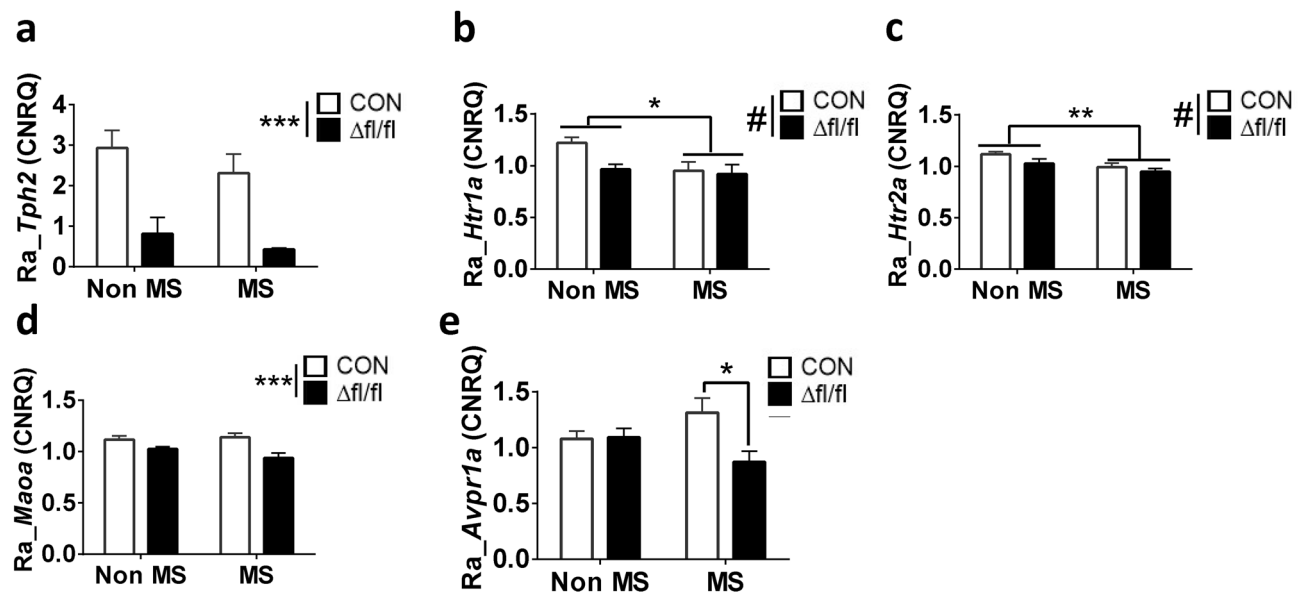 a
Ra_Tph2 (CNRQ)
4
3
2
1
0
Non MS
MS
***
CON
Δfl/fl
b
Ra_Htr1a (CNRQ)
1.5
1.0
0.5
0.0
Non MS
MS
*
#
CON
Δfl/fl
c
Ra_Htr2a (CNRQ)
1.5
1.0
0.5
0.0
Non MS
MS
**
#
CON
Δfl/fl
d
Ra_Maoa (CNRQ)
1.5
1.0
0.5
0.0
Non MS
MS
***
CON
Δfl/fl
e
Ra_Avpr1a (CNRQ)
1.5
1.0
0.5
0.0
Non MS
MS
*
CON
Δfl/fl